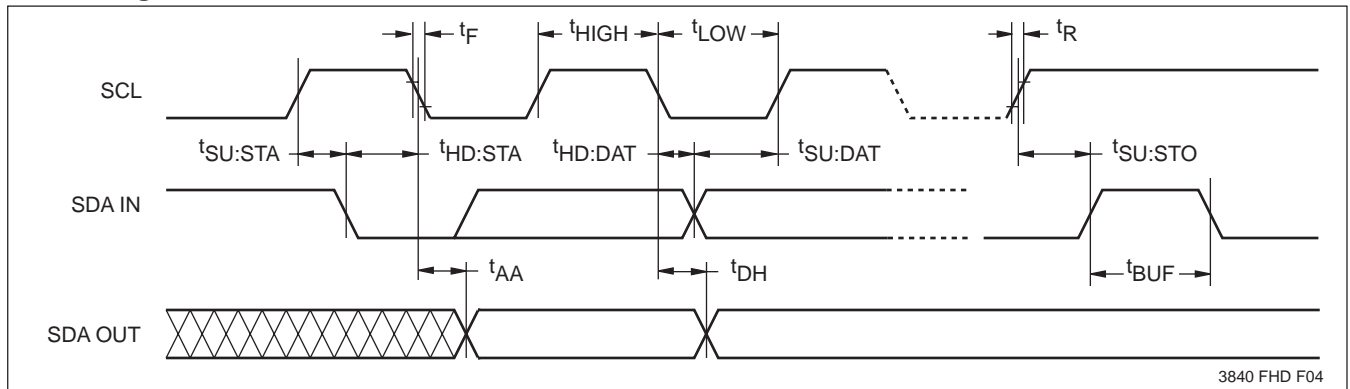 tF
tHIGH
tLOW
tR
SCL
tSU:STA
tHD:STA
tHD:DAT
tSU:DAT
tSU:STO
SDA IN
tAA
tDH
tBUF
SDA OUT
3840 FHD F04